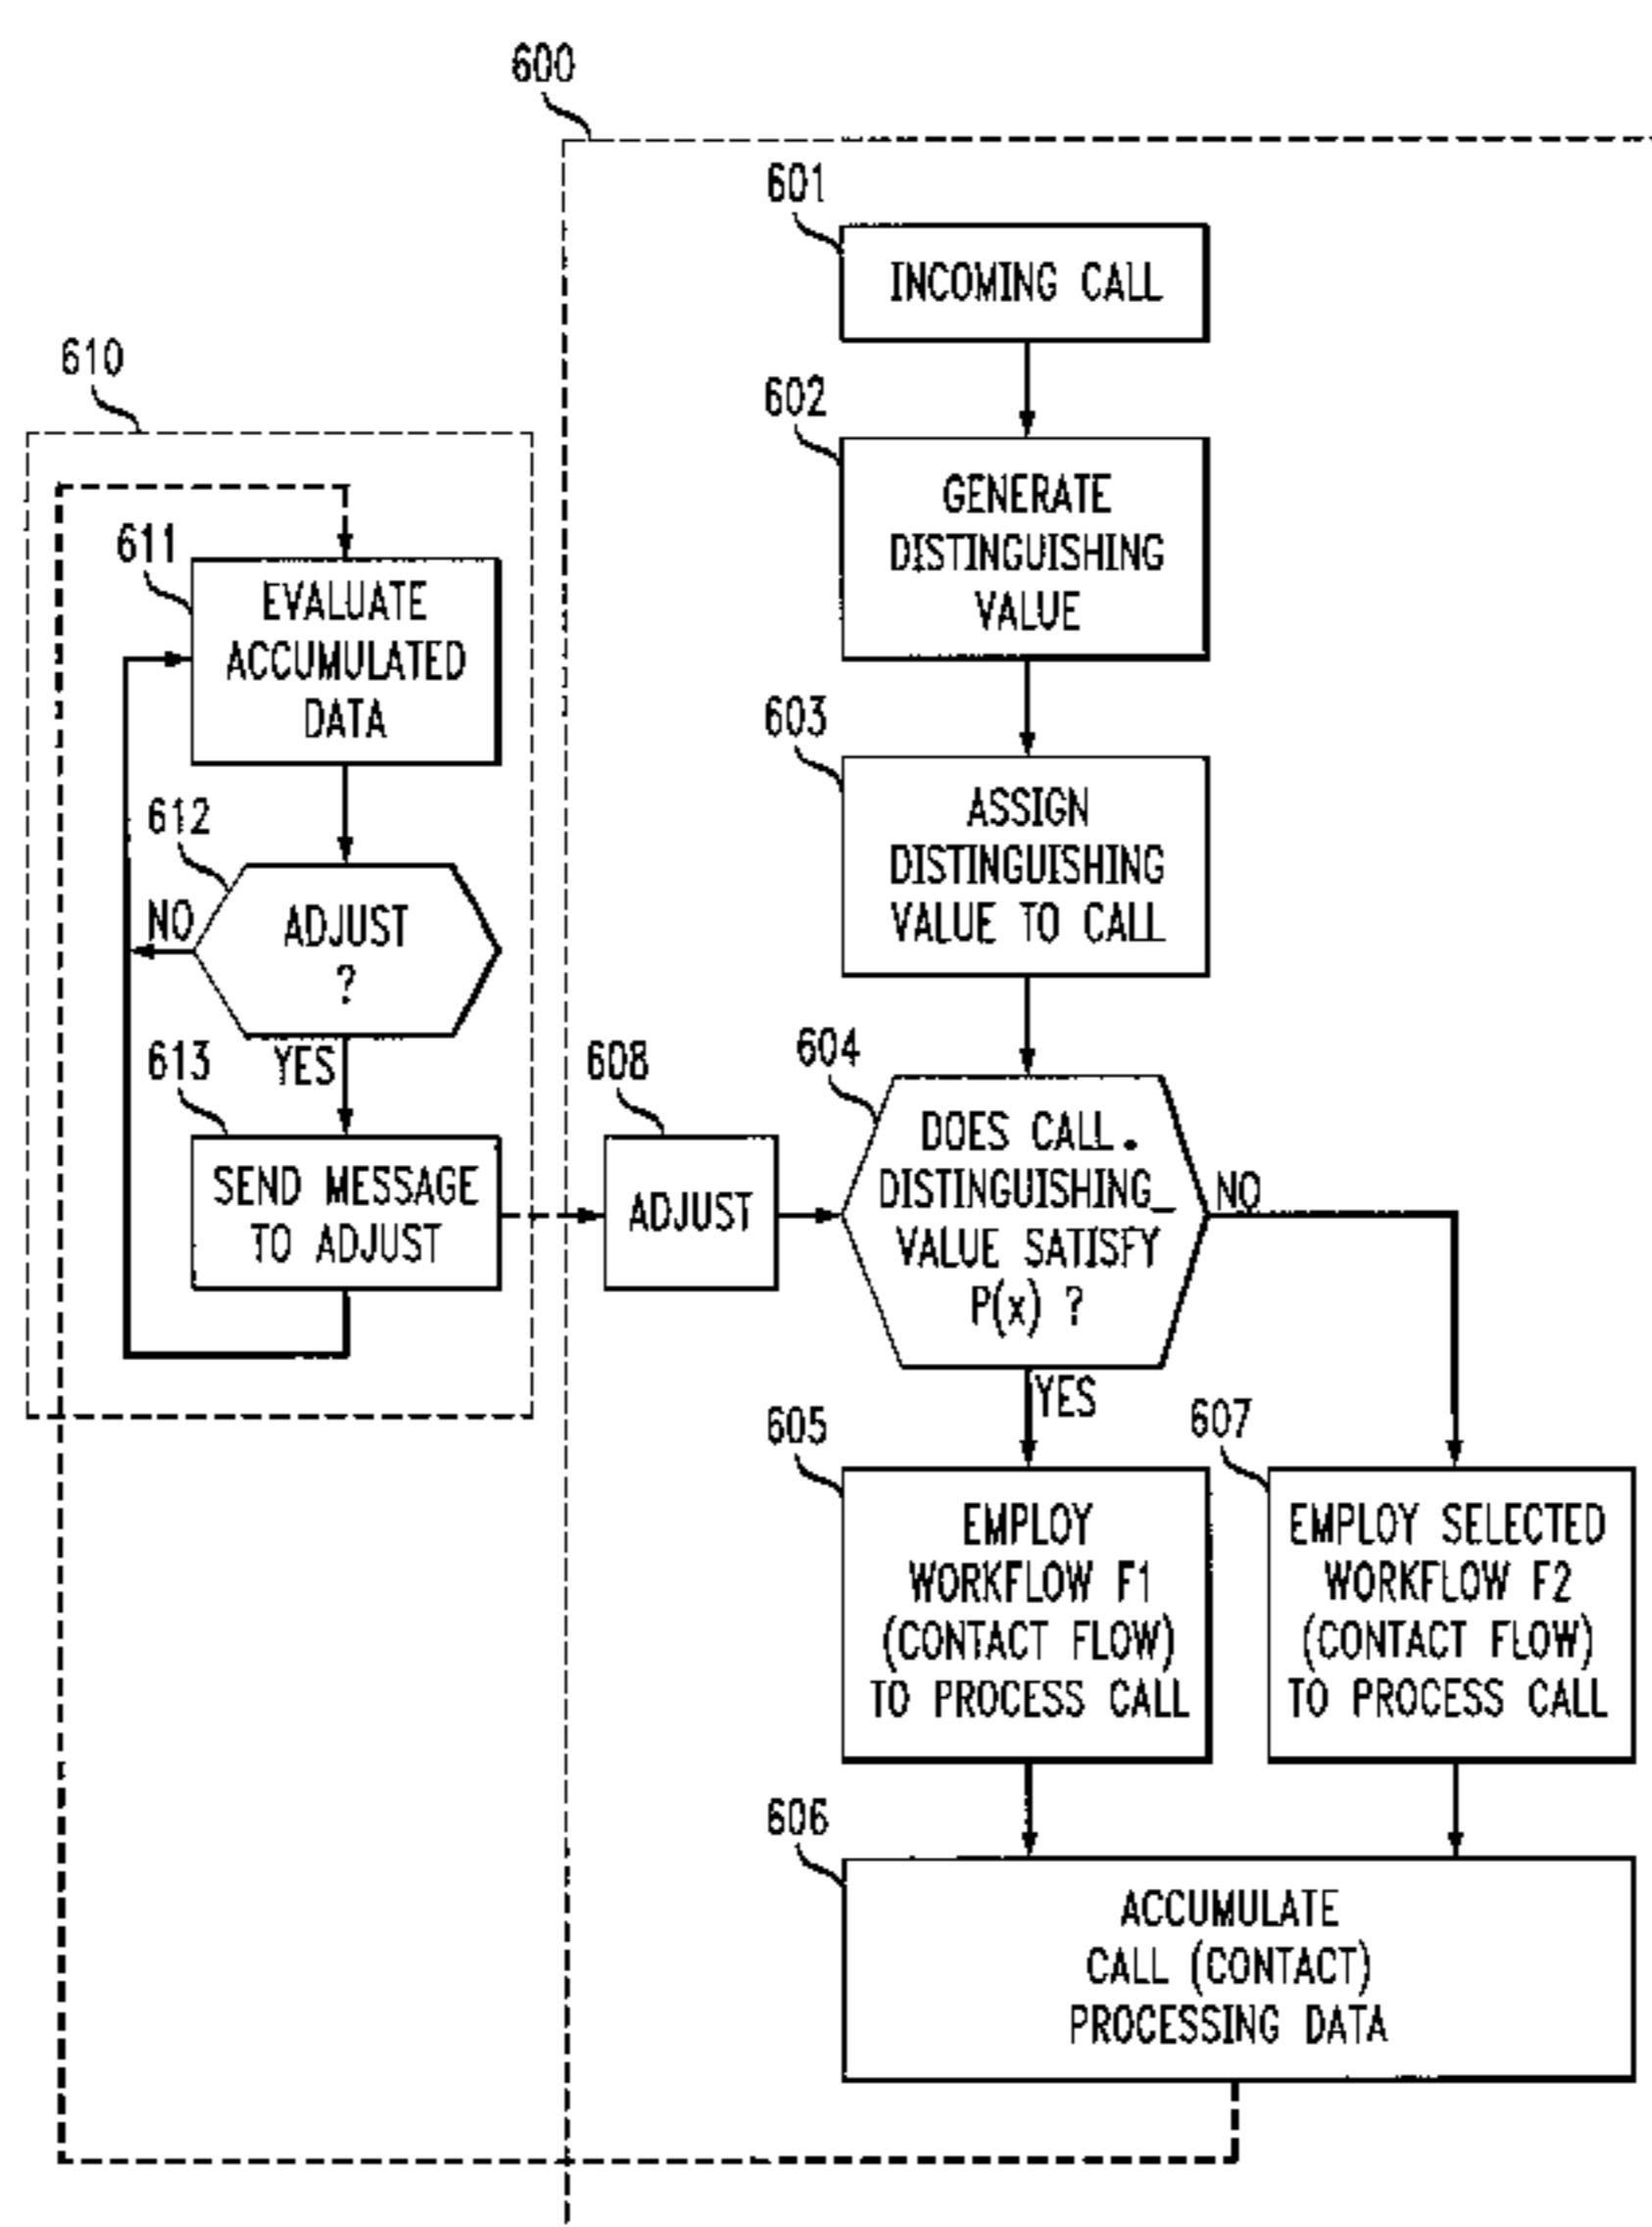 600
601
INCOMING CALL
602
GENERATE
DISTINGUISHING
VALUE
603
ASSIGN
DISTINGUISHING
VALUE TO CALL
610
611
EVALUATE
ACCUMULATED
DATA
612
ADJUST
?
NO
YES
613
SEND MESSAGE
TO ADJUST
608
ADJUST
604
DOES CALL.
DISTINGUISHING_
VALUE SATISFY
P(x) ?
NO
YES
605
EMPLOY
WORKFLOW F1
(CONTACT FLOW)
TO PROCESS CALL
607
EMPLOY SELECTED
WORKFLOW F2
(CONTACT FLOW)
TO PROCESS CALL
606
ACCUMULATE
CALL (CONTACT)
PROCESSING DATA